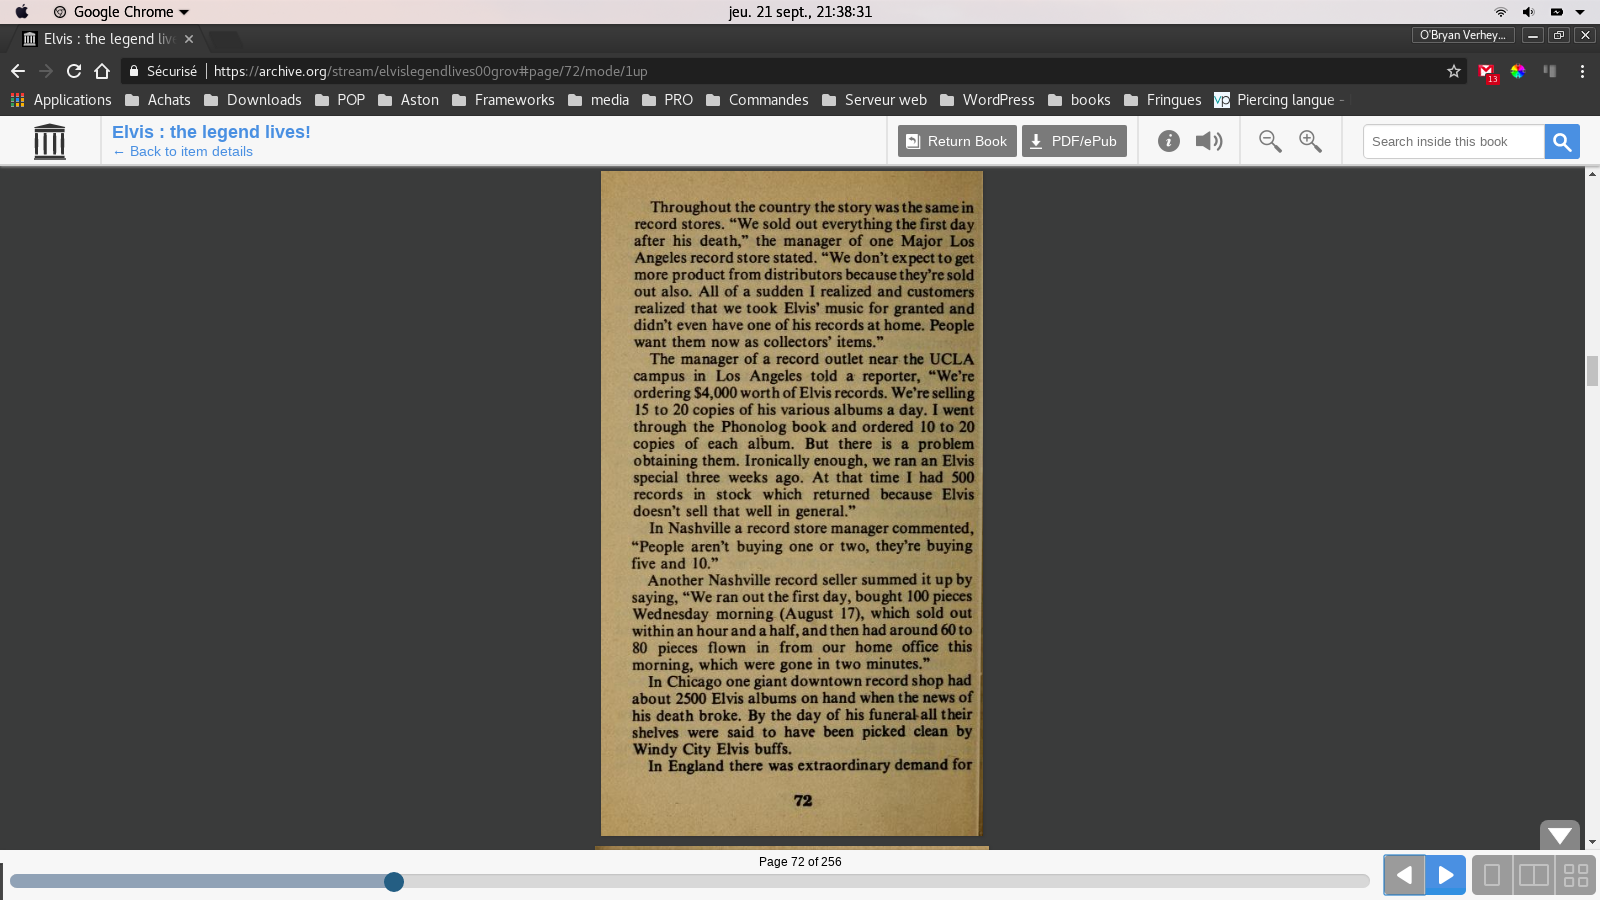 Google Chrome
jeu. 21 sept., 21:38:31
Elvis : the legend live
O'Bryan Verhey...
Sécurisé
https://archive.org/stream/elvislegendlives00grov#page/72/mode/1up
13
Applications
Achats
Downloads
POP
Aston
Frameworks
media
PRO
Commandes
Serveur web
WordPress
books
Fringues
vp
Piercing langue -
Elvis : the legend lives!
← Back to item details
Return Book
PDF/ePub
Search inside this book
Throughout the country the story was the same in
record stores. “We sold out everything the first day
after his death,” the manager of one Major Los
Angeles record store stated. “We don’t expect to get
more product from distributors because they’re sold
out also. All of a sudden I realized and customers
realized that we took Elvis’ music for granted and
didn’t even have one of his records at home. People
want them now as collectors’ items.”
The manager of a record outlet near the UCLA
campus in Los Angeles told a reporter, “We’re
ordering $4,000 worth of Elvis records. We’re selling
15 to 20 copies of his various albums a day. I went
through the Phonolog book and ordered 10 to 20
copies of each album. But there is a problem
obtaining them. Ironically enough, we ran an Elvis
special three weeks ago. At that time I had 500
records in stock which returned because Elvis
doesn’t sell that well in general.”
In Nashville a record store manager commented,
“People aren’t buying one or two, they’re buying
five and 10.”
Another Nashville record seller summed it up by
saying, “We ran out the first day, bought 100 pieces
Wednesday morning (August 17), which sold out
within an hour and a half, and then had around 60 to
80 pieces flown in from our home office this
morning, which were gone in two minutes.”
In Chicago one giant downtown record shop had
about 2500 Elvis albums on hand when the news of
his death broke. By the day of his funeral all their
shelves were said to have been picked clean by
Windy City Elvis buffs.
In England there was extraordinary demand for
72
Page 72 of 256